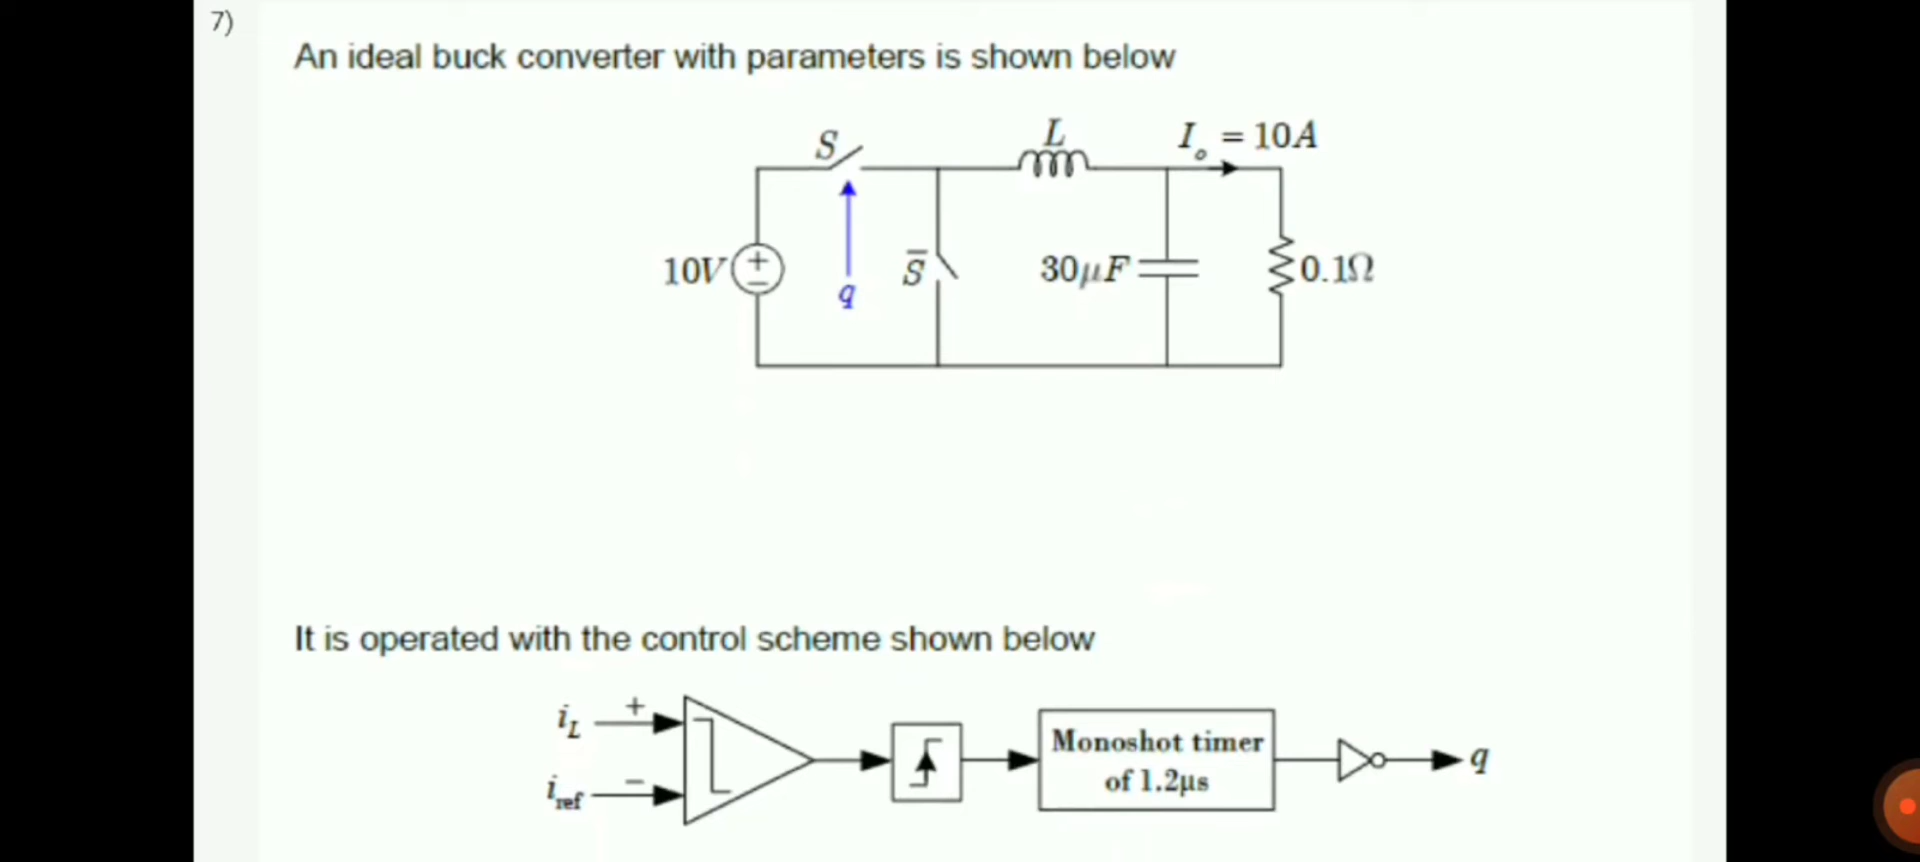 7)
An ideal buck converter with parameters is shown below
S
L
I_o = 10A
10V
+
−
q
S̅
30µF
0.1Ω
It is operated with the control scheme shown below
i_L
+
i_ref
−
Monoshot timer
of 1.2µs
q